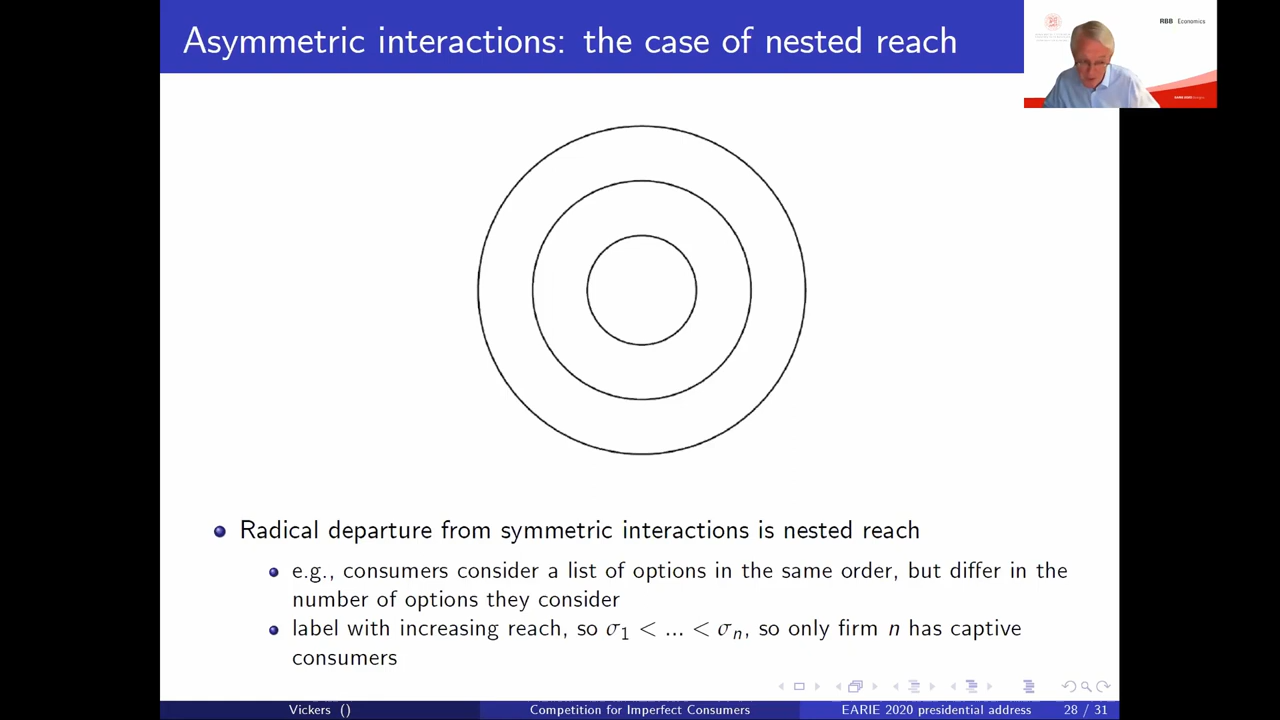 Asymmetric interactions: the case of nested reach
RBB Economics
Radical departure from symmetric interactions is nested reach
e.g., consumers consider a list of options in the same order, but differ in the
number of options they consider
label with increasing reach, so σ1 < ... < σn, so only firm n has captive
consumers
Vickers ()
Competition for Imperfect Consumers
EARIE 2020 presidential address
28 / 31